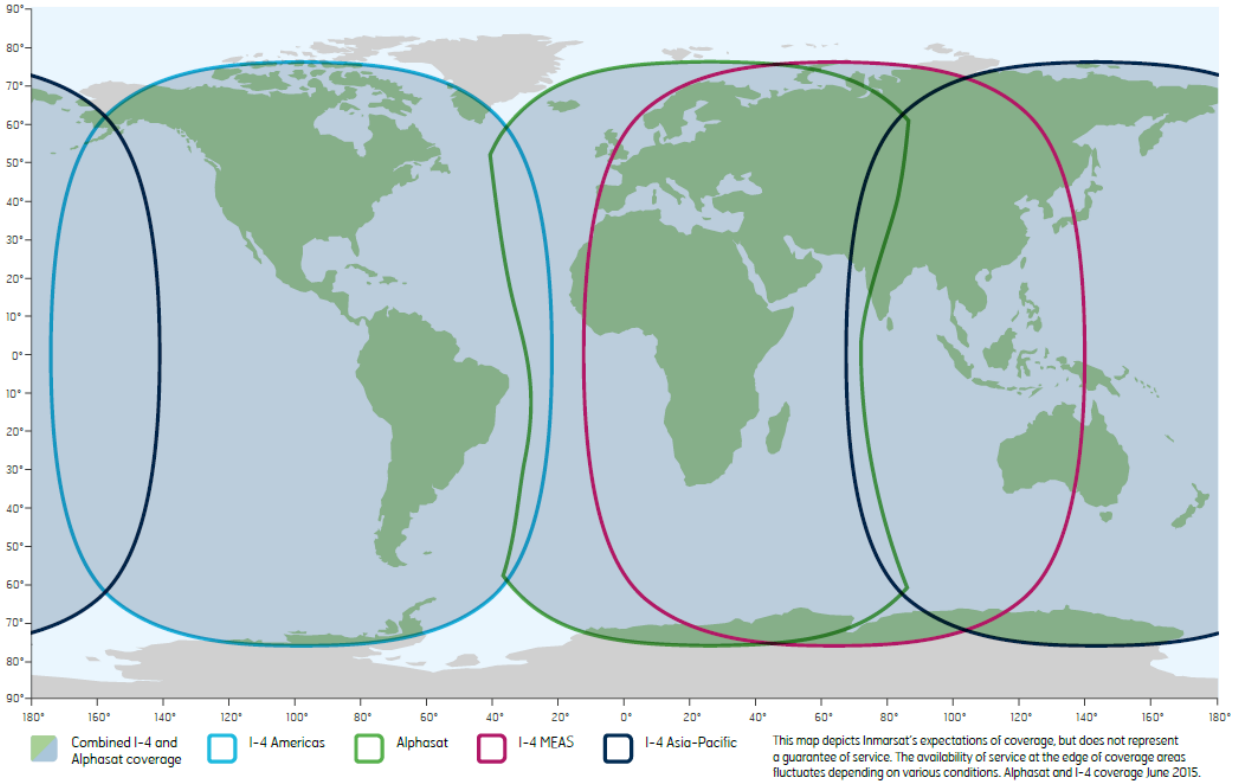 90°
80°
70°
60°
50°
40°
30°
20°
10°
0°
10°
20°
30°
40°
50°
60°
70°
80°
90°
180° 160° 140° 120° 100° 80° 60° 40° 20° 0° 20° 40° 60° 80° 100° 120° 140° 160° 180°
Combined I-4 and
Alphasat coverage
I-4 Americas
Alphasat
I-4 MEAS
I-4 Asia-Pacific
This map depicts Inmarsat's expectations of coverage, but does not represent
a guarantee of service. The availability of service at the edge of coverage areas
fluctuates depending on various conditions. Alphasat and I-4 coverage June 2015.